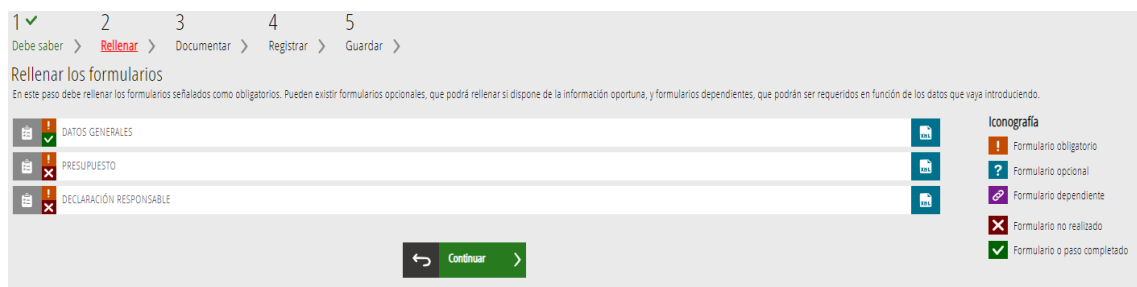 1 2 3 4 5
Debe saber Rellenar Documentar Registrar Guardar
Rellenar los formularios
En este paso debe rellenar los formularios señalados como obligatorios. Pueden existir formularios opcionales, que podrá rellenar si dispone de la información oportuna, y formularios dependientes, que podrán ser requeridos en función de los datos que vaya introduciendo.
! DATOS GENERALES XML
! PRESUPUESTO XML
! DECLARACIÓN RESPONSABLE XML
Continuar
Iconografía
! Formulario obligatorio
? Formulario opcional
Formulario dependiente
Formulario no realizado
Formulario o paso completado